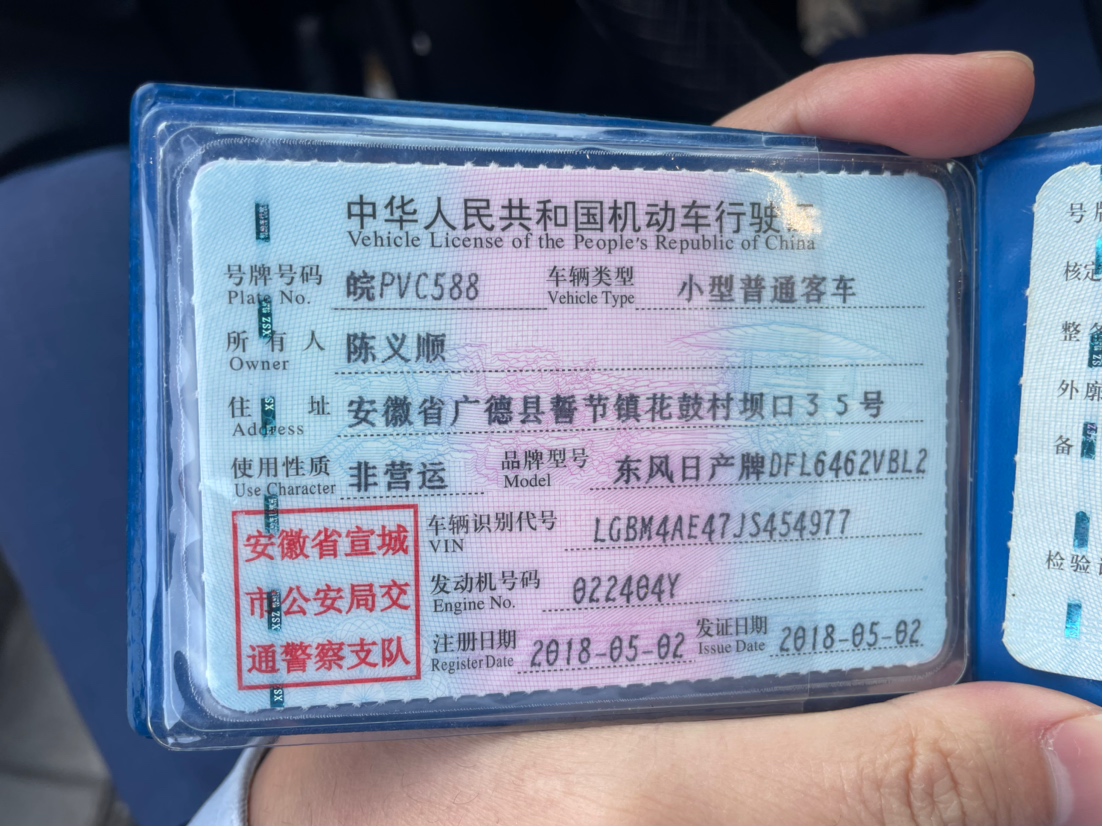 中华人民共和国机动车行驶
Vehicle License of the People's Republic of China
号牌号码 皖PVC588 车辆类型 小型普通客车
Plate No. Vehicle Type
所有人 陈义顺
Owner
住址 安徽省广德县誓节镇花鼓村坝口35号
Address
使用性质 非营运 品牌型号 东风日产牌DFL6462VBL2
Use Character Model
安徽省宣城
市公安局交
通警察支队
车辆识别代号 LGBM4AE47JS454977
VIN
发动机号码 022404Y
Engine No.
注册日期 2018-05-02 发证日期 2018-05-02
Register Date Issue Date
号
核定
整
外廓
备
检验